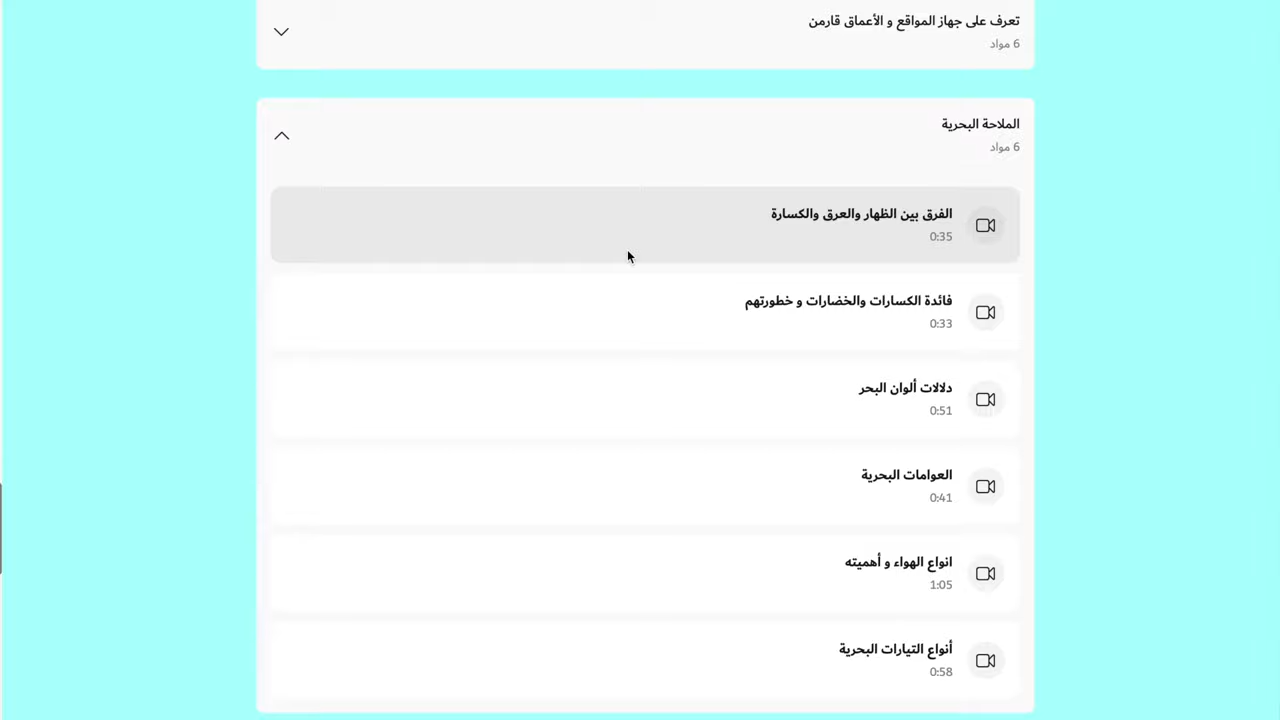 تعرف على جهاز المواقع و الأعماق قارمن
6 مواد
الملاحة البحرية
6 مواد
الفرق بين الظهار والعرق والكسارة
0:35
فائدة الكسارات والخضارات و خطورتهم
0:33
دلالات ألوان البحر
0:51
العوامات البحرية
0:41
انواع الهواء و أهميته
1:05
أنواع التيارات البحرية
0:58